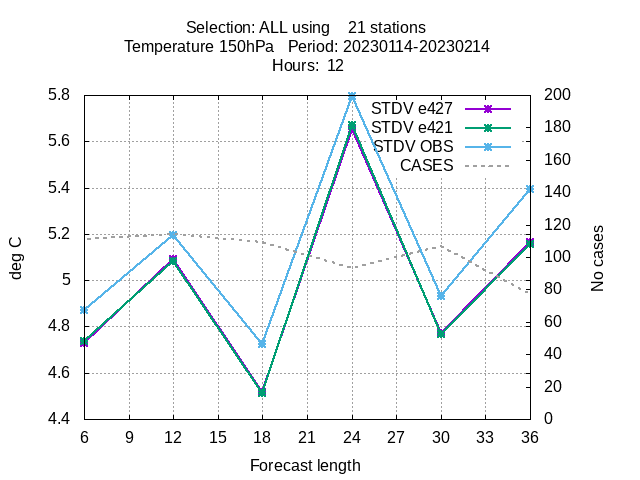 Selection: ALL using    21 stations
Temperature 150hPa   Period: 20230114-20230214
Hours:  12
STDV e427
STDV e421
STDV OBS
CASES
deg C
5.8
5.6
5.4
5.2
5
4.8
4.6
4.4
200
180
160
140
120
100
80
60
40
20
0
No cases
6 9 12 15 18 21 24 27 30 33 36
Forecast length